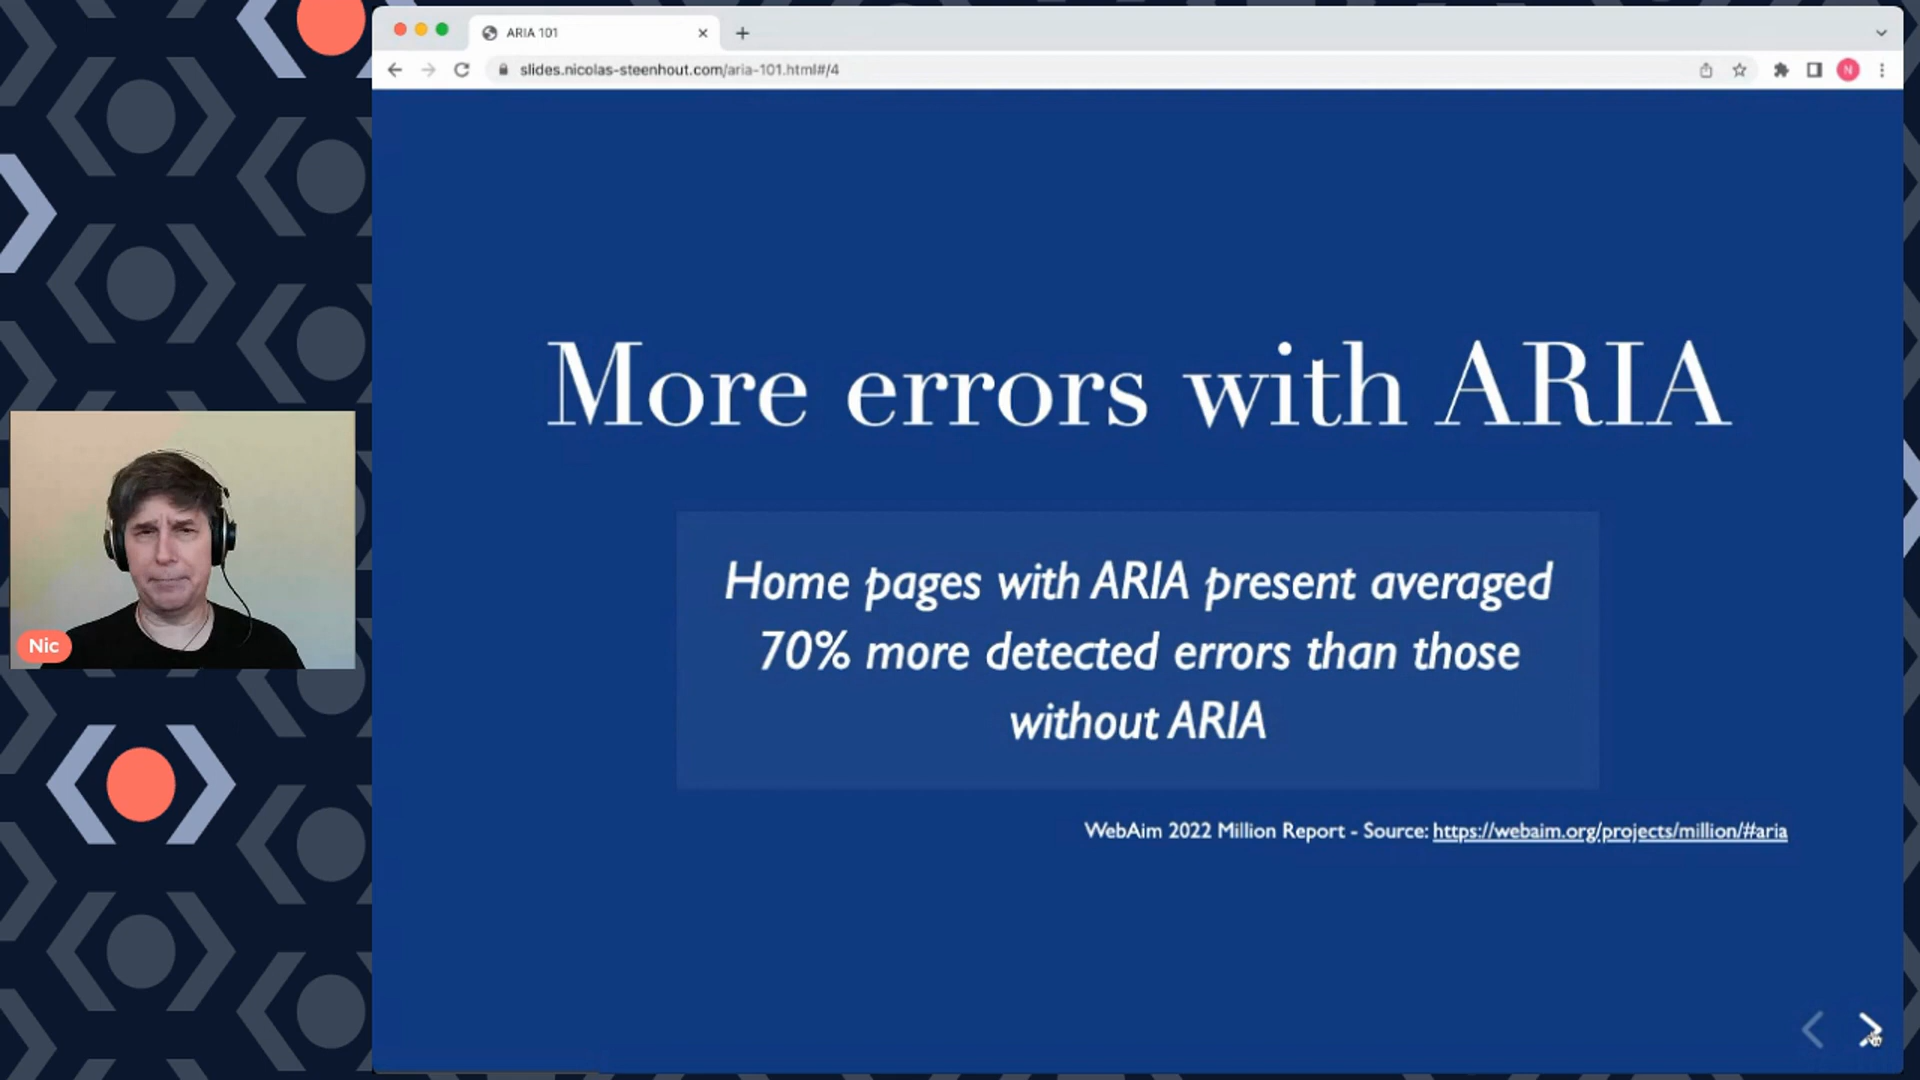 ARIA 101
slides.nicolas-steenhout.com/aria-101.html#/4
N
More errors with ARIA
Home pages with ARIA present averaged
70% more detected errors than those
without ARIA
WebAim 2022 Million Report - Source: https://webaim.org/projects/million/#aria
Nic